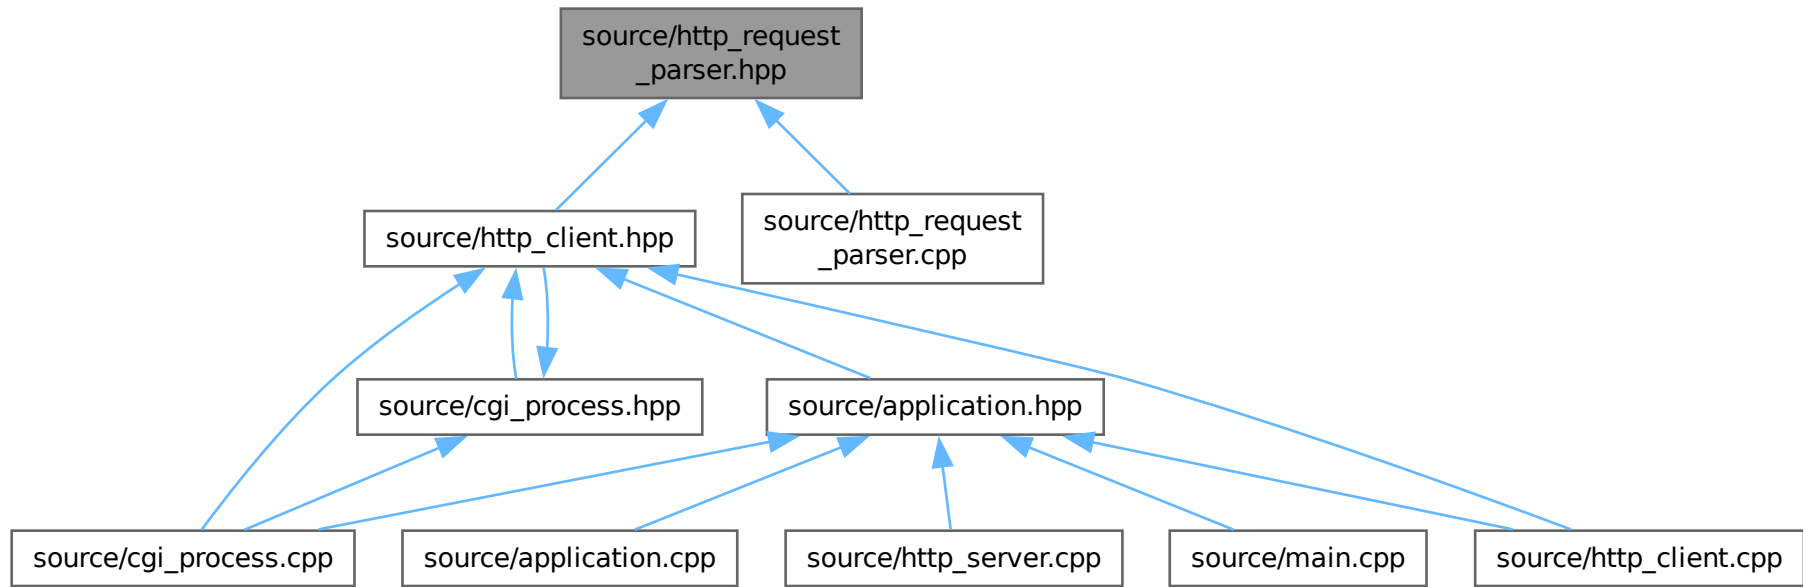 source/http_request
_parser.hpp
source/http_client.hpp
source/http_request
_parser.cpp
source/cgi_process.hpp
source/application.hpp
source/cgi_process.cpp
source/application.cpp
source/http_server.cpp
source/main.cpp
source/http_client.cpp